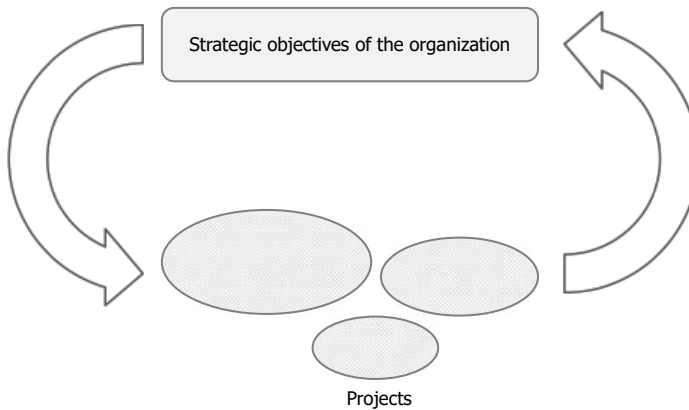 Strategic objectives of the organization
Projects